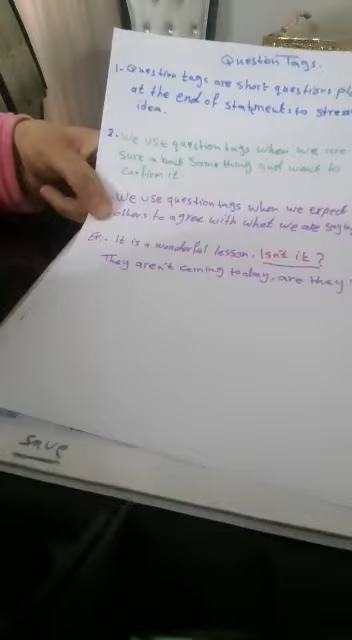 Question Tags.
1- Question tags are short questions pl
at the end of statments to stress
idea.
2. We use question tags when we are
sure about something and want to
confirm it
We use question tags when we expect
others to agree with what we are saying
Ex:. It is a wonderful lesson, Isn't it?
They aren't coming today, are they
save